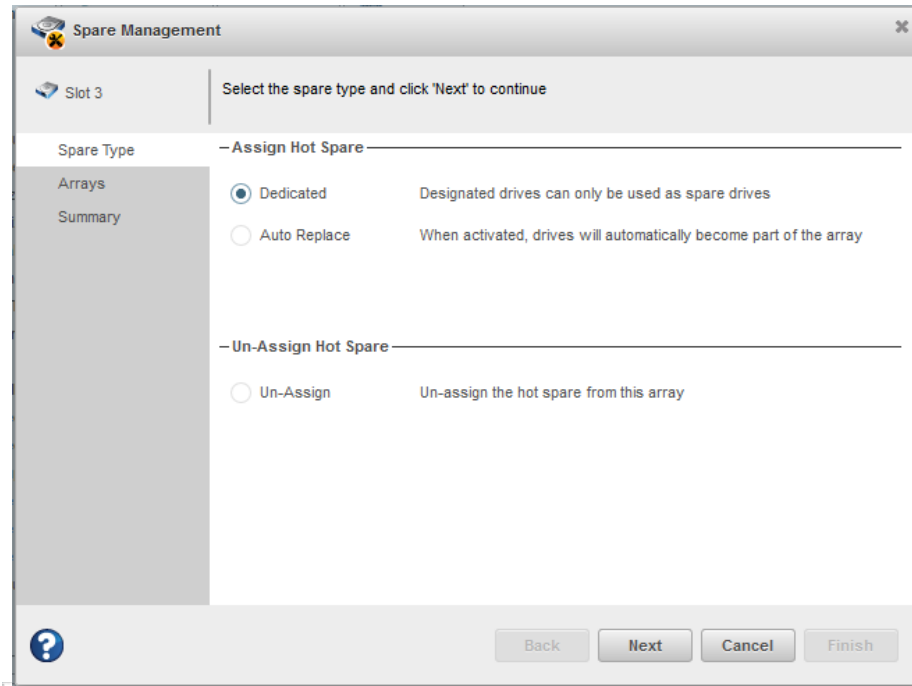 Spare Management
Slot 3
Select the spare type and click 'Next' to continue
Spare Type
Arrays
Summary
Assign Hot Spare
Dedicated Designated drives can only be used as spare drives
Auto Replace When activated, drives will automatically become part of the array
Un-Assign Hot Spare
Un-Assign Un-assign the hot spare from this array
? Back Next Cancel Finish